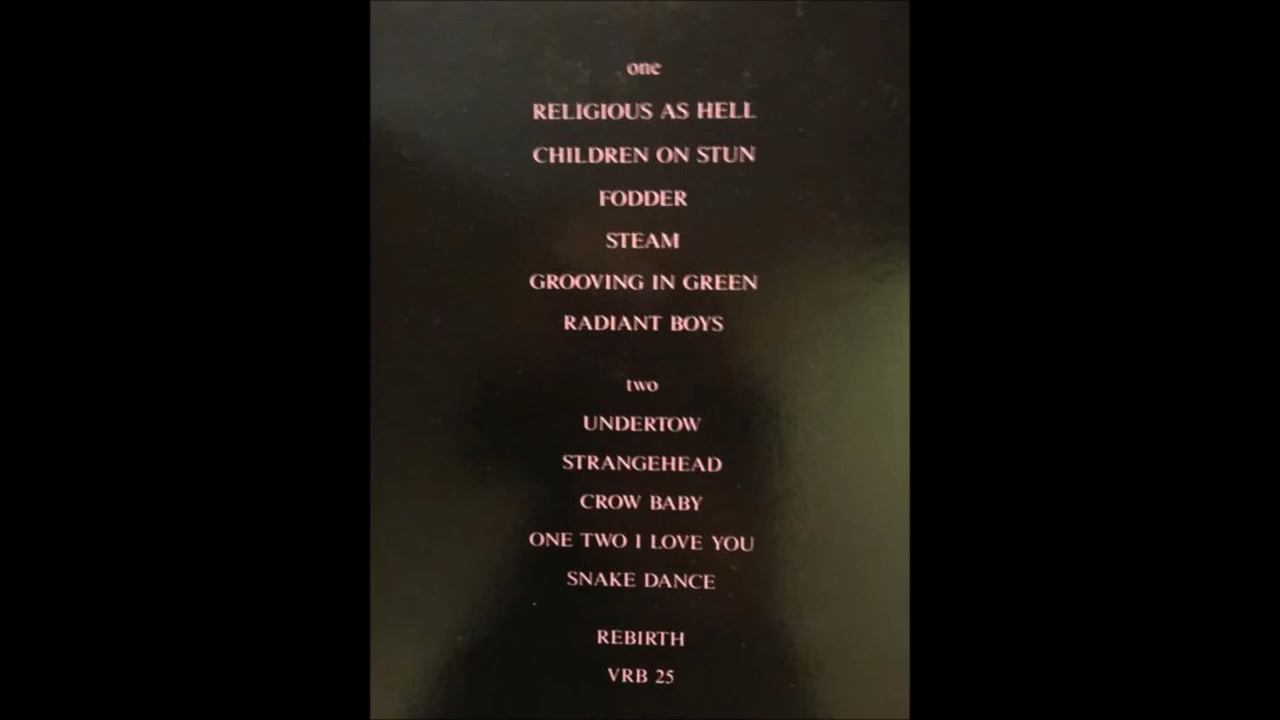 one
RELIGIOUS AS HELL
CHILDREN ON STUN
FODDER
STEAM
GROOVING IN GREEN
RADIANT BOYS
two
UNDERTOW
STRANGEHEAD
CROW BABY
ONE TWO I LOVE YOU
SNAKE DANCE
REBIRTH
VRB 25